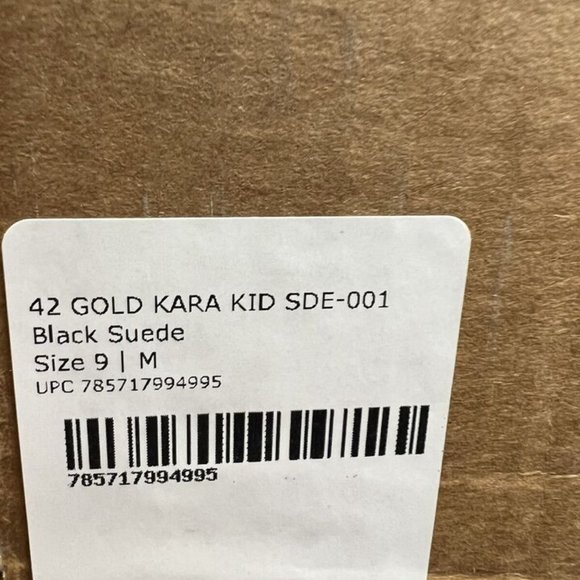 42 GOLD KARA KID SDE-001
Black Suede
Size 9 | M
UPC 785717994995
785717994995